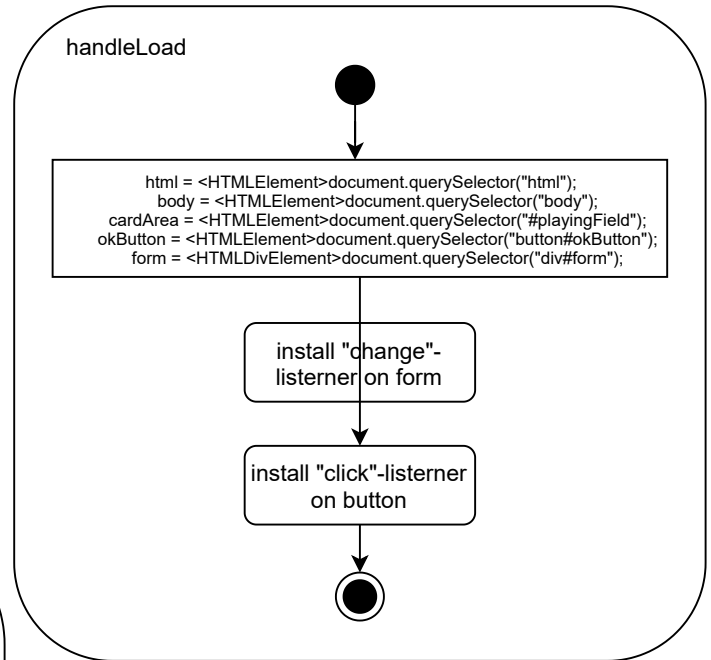 handleLoad
html = <HTMLElement>document.querySelector("html");
body = <HTMLElement>document.querySelector("body");
cardArea = <HTMLElement>document.querySelector("#playingField");
okButton = <HTMLElement>document.querySelector("button#okButton");
form = <HTMLDivElement>document.querySelector("div#form");
install "change"-
listerner on form
install "click"-listerner
on button